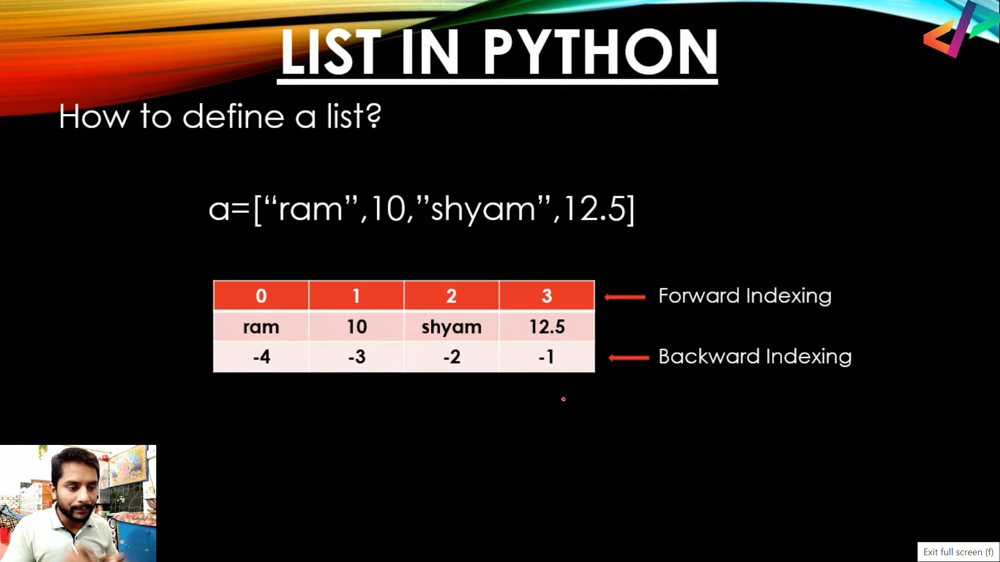 LIST IN PYTHON
How to define a list?
a=[“ram”,10,”shyam”,12.5]
0 1 2 3 Forward Indexing
ram 10 shyam 12.5
-4 -3 -2 -1 Backward Indexing
Exit full screen (f)